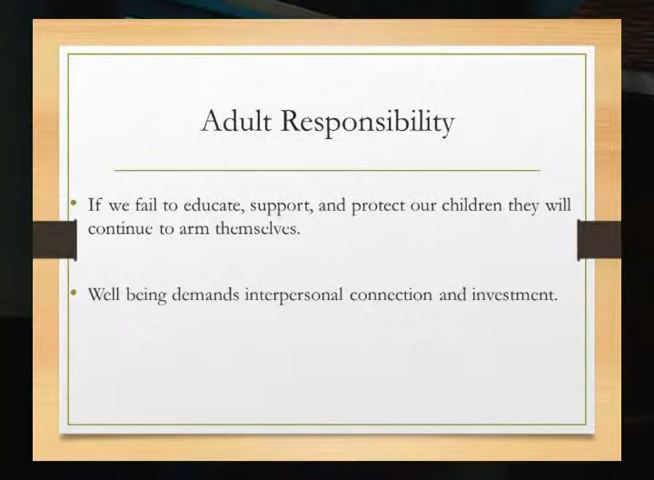 Adult Responsibility
• If we fail to educate, support, and protect our children they will
continue to arm themselves.
• Well being demands interpersonal connection and investment.